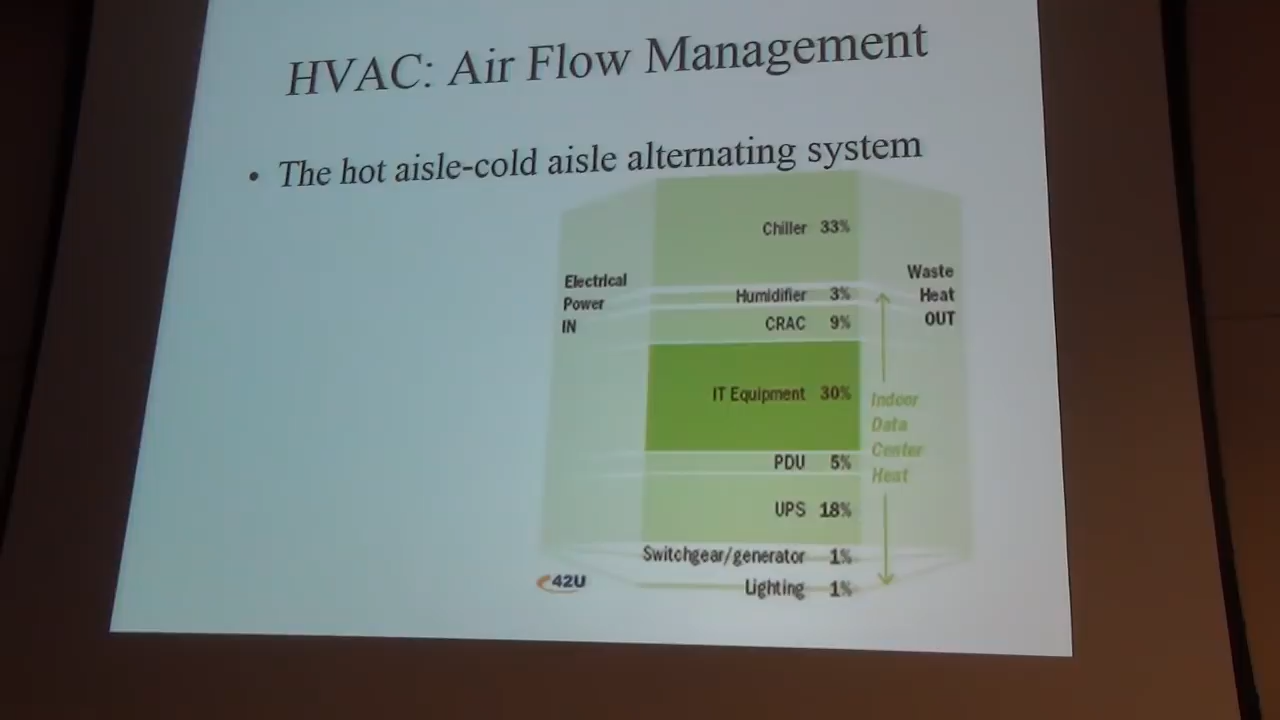 HVAC: Air Flow Management
• The hot aisle-cold aisle alternating system
Chiller 33%
Electrical
Power
IN
Waste
Heat
OUT
Humidifier 3%
CRAC 9%
IT Equipment 30%
Indoor
Data
Center
Heat
PDU 5%
UPS 18%
Switchgear/generator 1%
Lighting 1%
42U